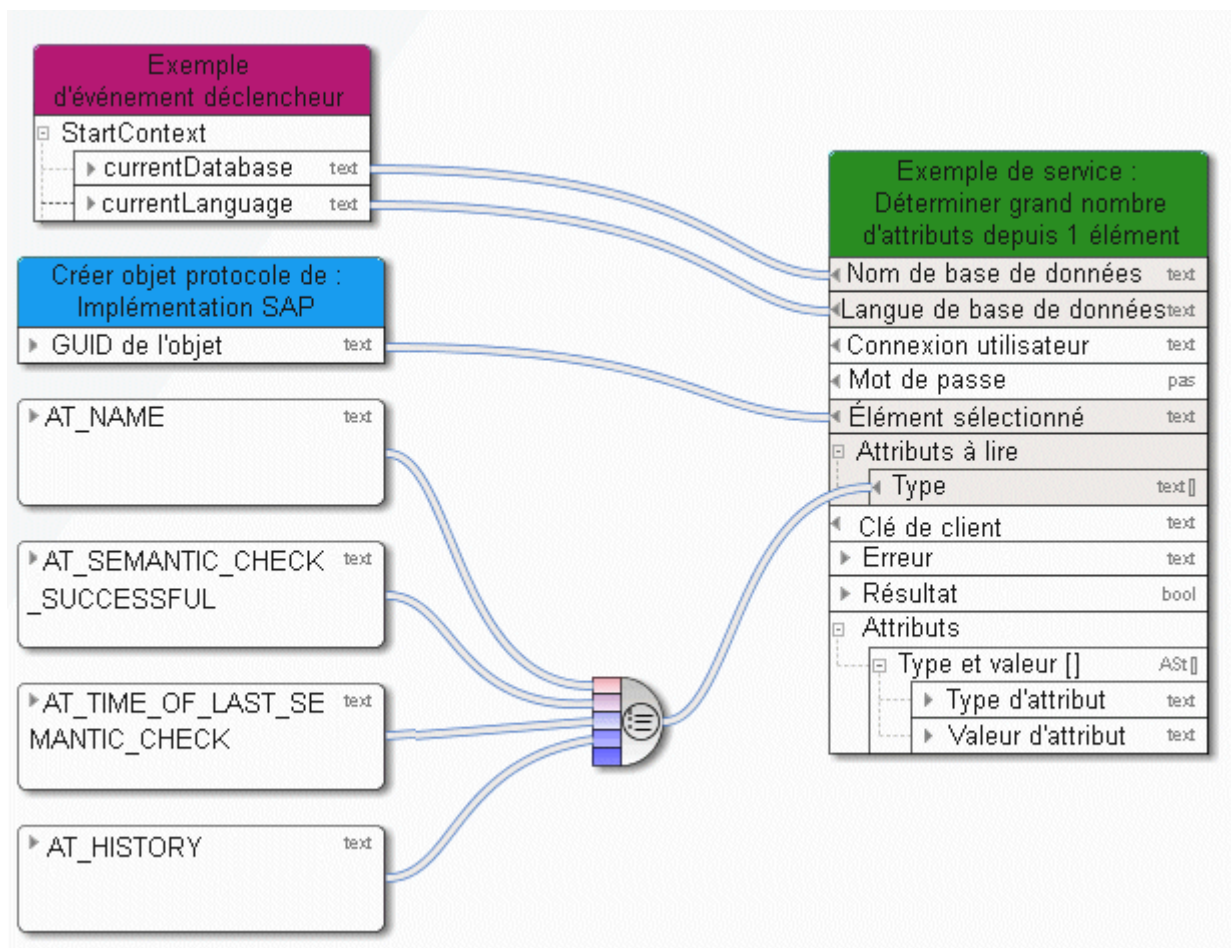 Exemple
d'événement déclencheur
StartContext
currentDatabase text
currentLanguage text
Créer objet protocole de :
Implémentation SAP
GUID de l'objet text
AT_NAME text
AT_SEMANTIC_CHECK text
_SUCCESSFUL
AT_TIME_OF_LAST_SE text
MANTIC_CHECK
AT_HISTORY text
Exemple de service :
Déterminer grand nombre
d'attributs depuis 1 élément
Nom de base de données text
Langue de base de données text
Connexion utilisateur text
Mot de passe pas
Élément sélectionné text
Attributs à lire
Type text[]
Clé de client text
Erreur text
Résultat bool
Attributs
Type et valeur [] ASt[]
Type d'attribut text
Valeur d'attribut text